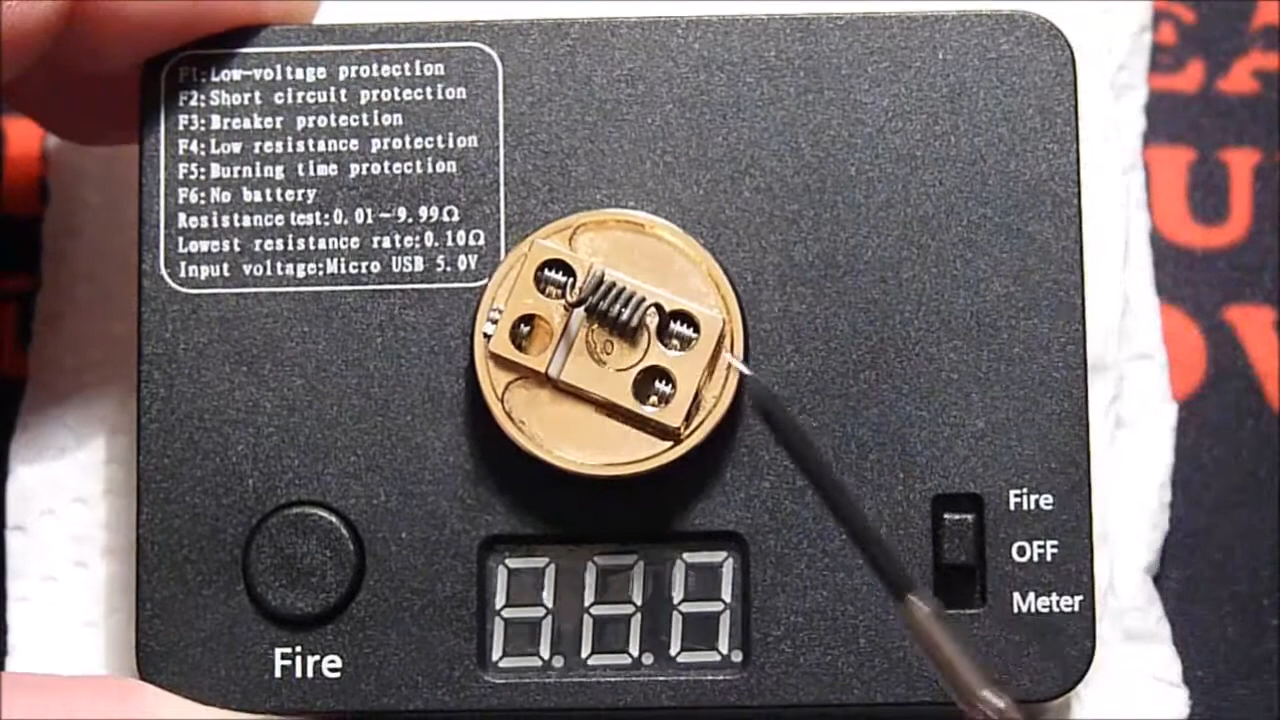 F1:Low-voltage protection
F2:Short circuit protection
F3:Breaker protection
F4:Low resistance protection
F5:Burning time protection
F6:No battery
Resistance test:0.01~9.99Ω
Lowest resistance rate:0.10Ω
Input voltage:Micro USB 5.0V
Fire
OFF
Meter
Fire